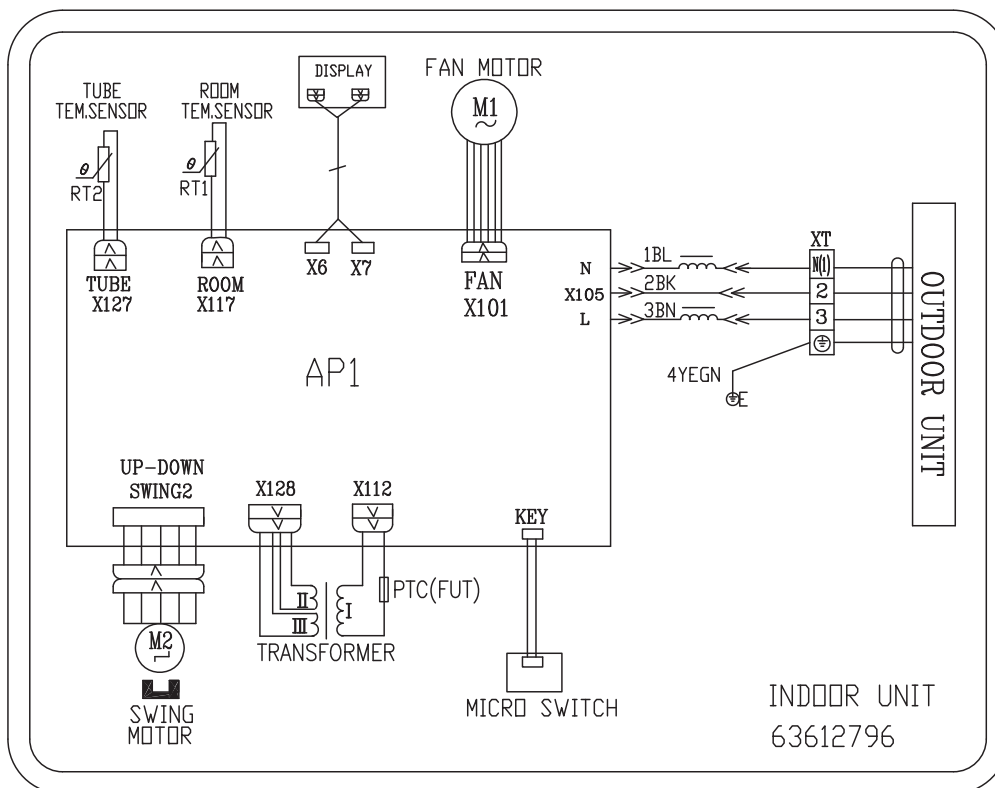 TUBE
TEM.SENSOR
ROOM
TEM.SENSOR
DISPLAY
FAN MOTOR
M1
~
θ
RT2
θ
RT1
TUBE
X127
ROOM
X117
X6
X7
FAN
X101
N
X105
L
1BL
2BK
3BN
4YEGN
E
XT
N(1)
2
3
OUTDOOR UNIT
AP1
UP-DOWN
SWING2
X128
X112
KEY
II
III
I
PTC(FUT)
TRANSFORMER
M2
SWING
MOTOR
MICRO SWITCH
INDOOR UNIT
63612796